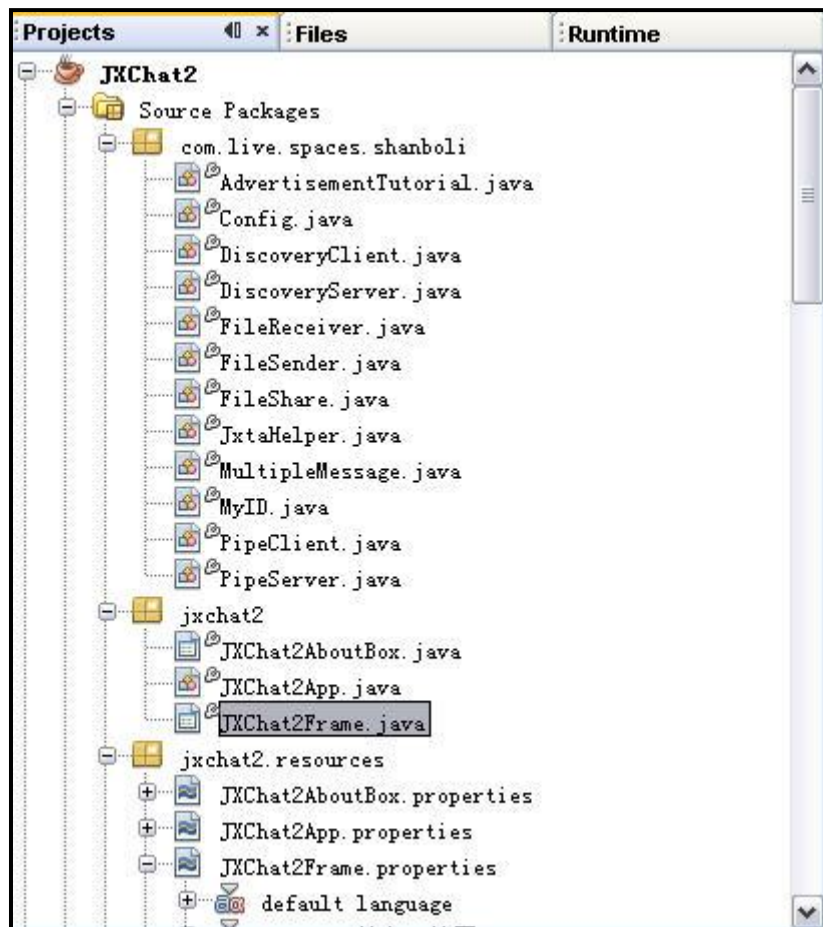 Projects Files Runtime
JXChat2
Source Packages
com.live.spaces.shanboli
AdvertisementTutorial.java
Config.java
DiscoveryClient.java
DiscoveryServer.java
FileReceiver.java
FileSender.java
FileShare.java
JxtaHelper.java
MultipleMessage.java
MyID.java
PipeClient.java
PipeServer.java
jxchat2
JXChat2AboutBox.java
JXChat2App.java
JXChat2Frame.java
jxchat2.resources
JXChat2AboutBox.properties
JXChat2App.properties
JXChat2Frame.properties
default language